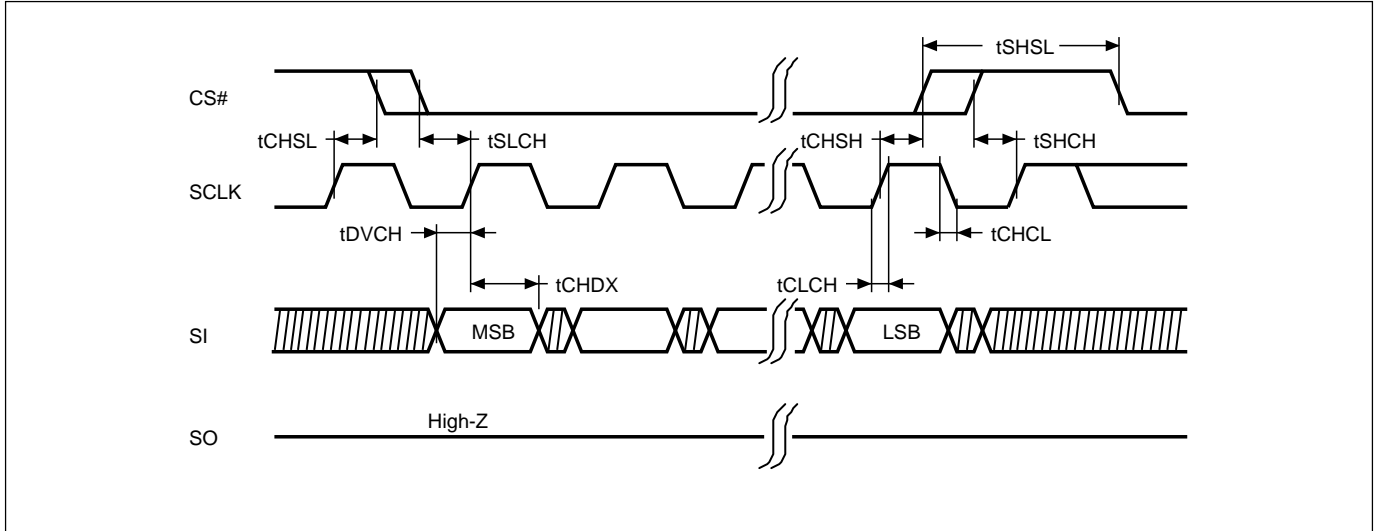 tSHSL
CS#
tCHSL
tSLCH
tCHSH
tSHCH
SCLK
tDVCH
tCHCL
tCHDX
tCLCH
SI
MSB
LSB
High-Z
SO